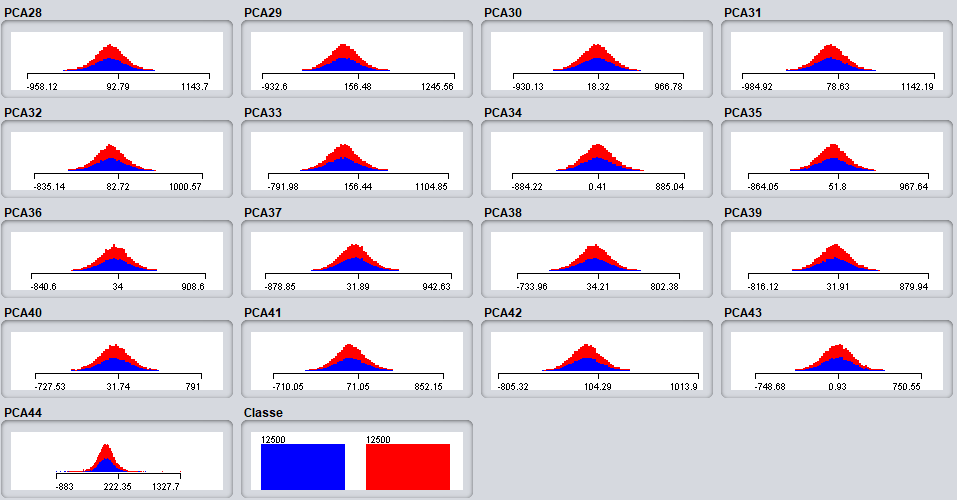 PCA28 PCA29 PCA30 PCA31
-958.12 92.79 1143.7 -932.6 156.48 1245.56 -930.13 18.32 966.78 -984.92 78.63 1142.19
PCA32 PCA33 PCA34 PCA35
-835.14 82.72 1000.57 -791.98 156.44 1104.85 -884.22 0.41 885.04 -864.05 51.8 967.64
PCA36 PCA37 PCA38 PCA39
-840.6 34 908.6 -878.85 31.89 942.63 -733.96 34.21 802.38 -816.12 31.91 879.94
PCA40 PCA41 PCA42 PCA43
-727.53 31.74 791 -710.05 71.05 852.15 -805.32 104.29 1013.9 -748.68 0.93 750.55
PCA44 Classe
12500 12500
-883 222.35 1327.7